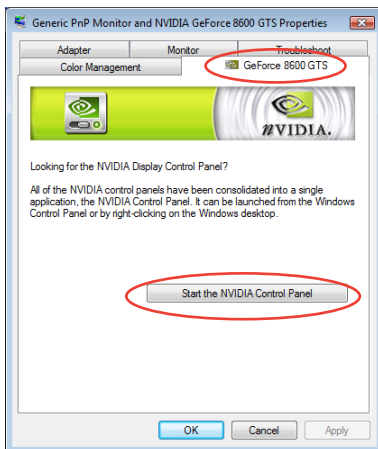 Generic PnP Monitor and NVIDIA GeForce 8600 GTS Properties
Adapter Monitor Troubleshoot
Color Management GeForce 8600 GTS
NVIDIA.
Looking for the NVIDIA Display Control Panel?
All of the NVIDIA control panels have been consolidated into a single
application, the NVIDIA Control Panel. It can be launched from the Windows
Control Panel or by right-clicking on the Windows desktop.
Start the NVIDIA Control Panel
OK Cancel Apply